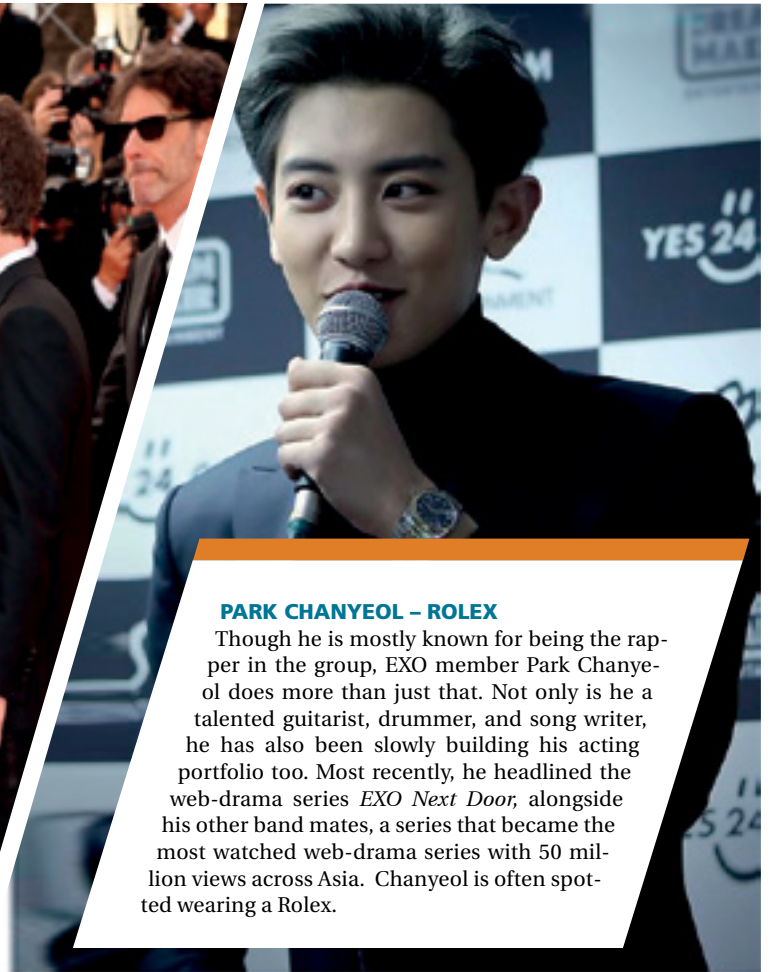 YES 24
24
PARK CHANYEOL – ROLEX
Though he is mostly known for being the rap-
per in the group, EXO member Park Chanye-
ol does more than just that. Not only is he a
talented guitarist, drummer, and song writer,
he has also been slowly building his acting
portfolio too. Most recently, he headlined the
web-drama series EXO Next Door, alongside
his other band mates, a series that became the
most watched web-drama series with 50 mil-
lion views across Asia. Chanyeol is often spot-
ted wearing a Rolex.